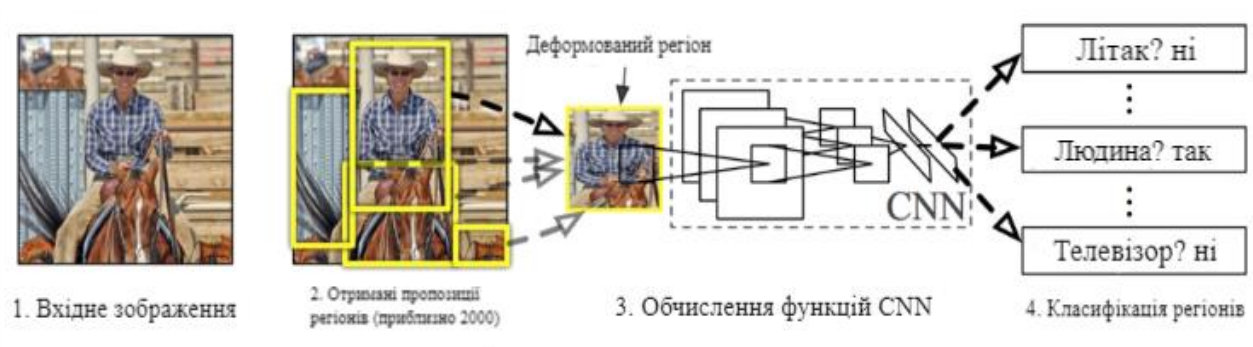 Деформований регіон
Літак? ні
Людина? так
CNN
Телевізор? ні
1. Вхідне зображення
2. Отримані пропозиції
регіонів (приблизно 2000)
3. Обчислення функцій CNN
4. Класифікація регіонів